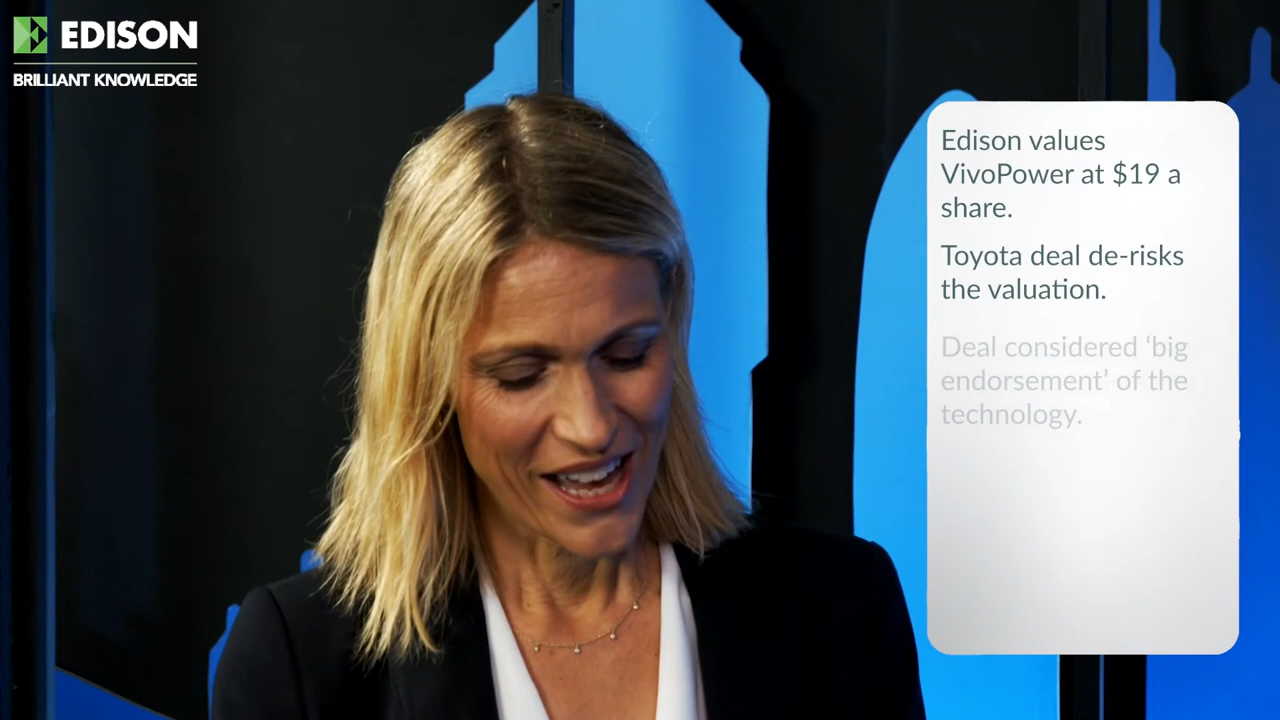 EDISON
BRILLIANT KNOWLEDGE
Edison values
VivoPower at $19 a
share.
Toyota deal de-risks
the valuation.
Deal considered ‘big
endorsement’ of the
technology.